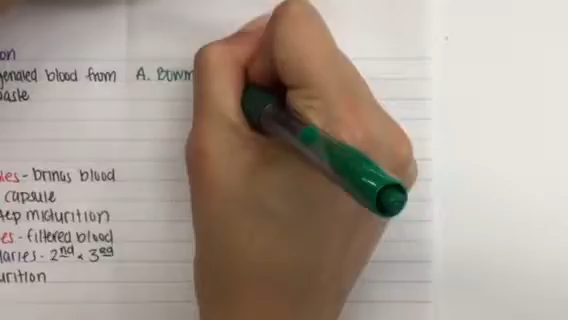 on
genated blood from A. Bowm
aste
les - brings blood
capsule
tep micturition
es - filtered blood
laries - 2nd & 3rd
urition